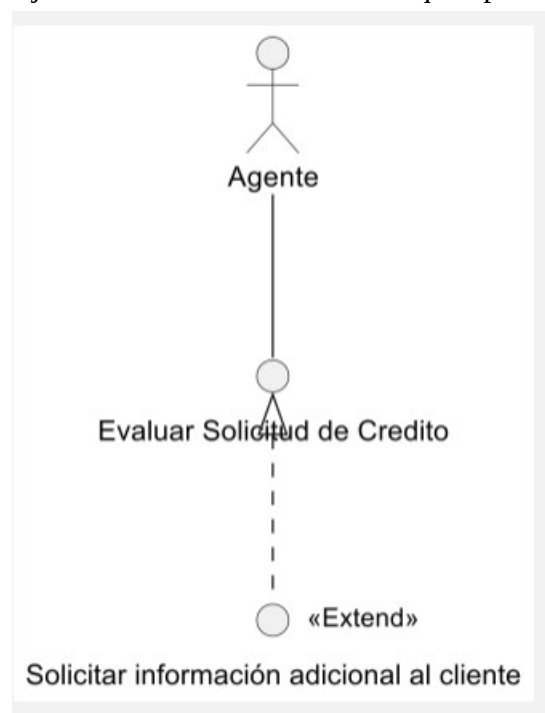 Agente
Evaluar Solicitud de Credito
«Extend»
Solicitar información adicional al cliente